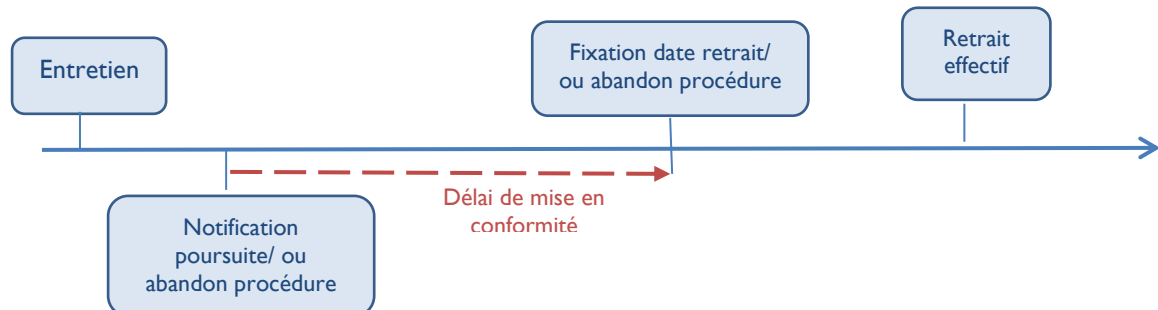 Entretien
Fixation date retrait/
ou abandon procédure
Retrait
effectif
Délai de mise en
conformité
Notification
poursuite/ ou
abandon procédure